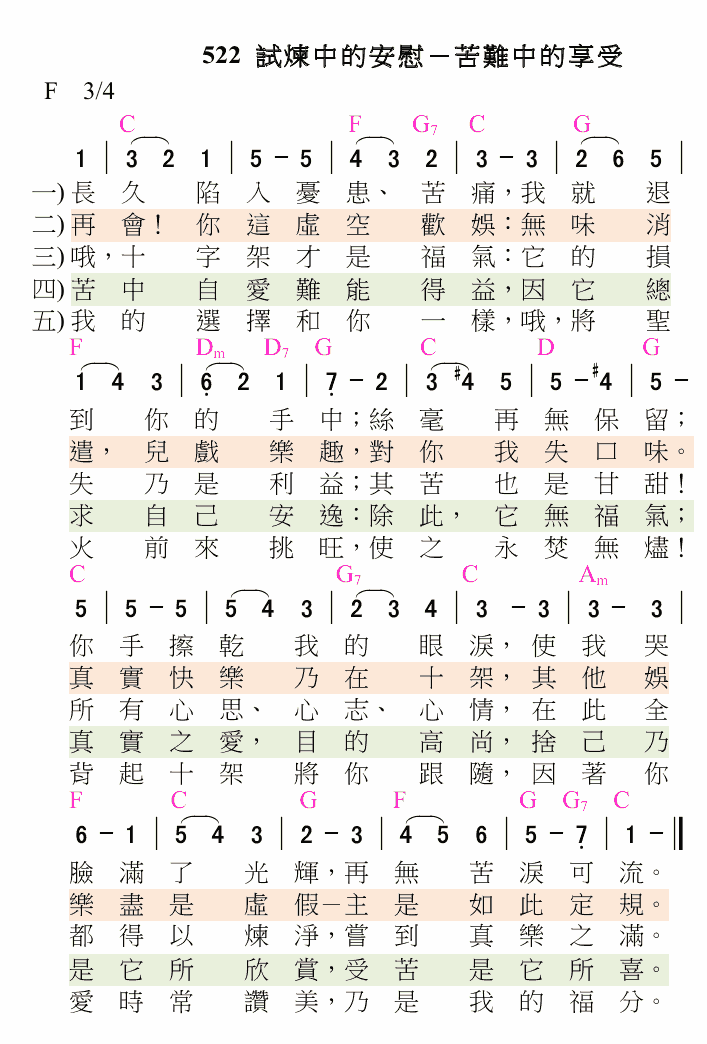 522 試煉中的安慰－苦難中的享受
F 3/4
C F G7 C G
1 | 3 2 1 | 5 - 5 | 4 3 2 | 3 - 3 | 2 6 5 |
一) 長久陷入憂患、苦痛，我就退
二) 再會！你這虛空歡娛：無味消
三) 哦，十字架才是福氣：它的損
四) 苦中自愛難能得益，因它總
五) 我的選擇和你一樣，哦，將聖
F Dm D7 G C D G
1 4 3 | 6 2 1 | 7 - 2 | 3 #4 5 | 5 - #4 | 5 -
到你的手中；絲毫再無保留；
遣，兒戲樂趣，對你我失口味。
失乃是利益；其苦也是甘甜！
求自己安逸：除此，它無福氣；
火前來挑旺，使之永焚無燼！
C G7 C Am
5 | 5 - 5 | 5 4 3 | 2 3 4 | 3 - 3 | 3 - 3 |
你手擦乾我的眼淚，使我哭
真實快樂乃在十架，其他娛
所有心思、心志、心情，在此全
真實之愛，目的高尚，捨己乃
背起十架將你跟隨，因著你
F C G F G G7 C
6 - 1 | 5 4 3 | 2 - 3 | 4 5 6 | 5 - 7 | 1 - ‖
臉滿了光輝，再無苦淚可流。
樂盡是虛假－主是如此定規。
都得以煉淨，嘗到真樂之滿。
是它所欣賞，受苦是它所喜。
愛時常讚美，乃是我的福分。